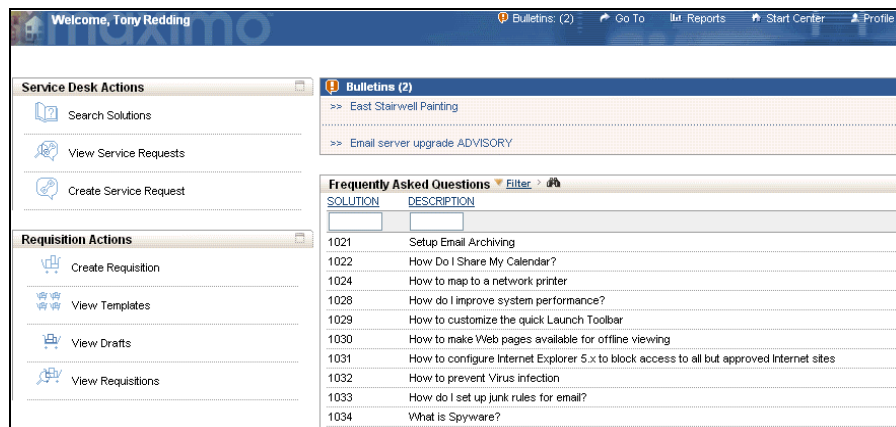 maximo
Welcome, Tony Redding
Bulletins: (2)
Go To
Reports
Start Center
Profile
Service Desk Actions
Search Solutions
View Service Requests
Create Service Request
Requisition Actions
Create Requisition
View Templates
View Drafts
View Requisitions
Bulletins (2)
>> East Stairwell Painting
>> Email server upgrade ADVISORY
Frequently Asked Questions Filter >
SOLUTION DESCRIPTION
1021 Setup Email Archiving
1022 How Do I Share My Calendar?
1024 How to map to a network printer
1028 How do I improve system performance?
1029 How to customize the quick Launch Toolbar
1030 How to make Web pages available for offline viewing
1031 How to configure Internet Explorer 5.x to block access to all but approved Internet sites
1032 How to prevent Virus infection
1033 How do I set up junk rules for email?
1034 What is Spyware?